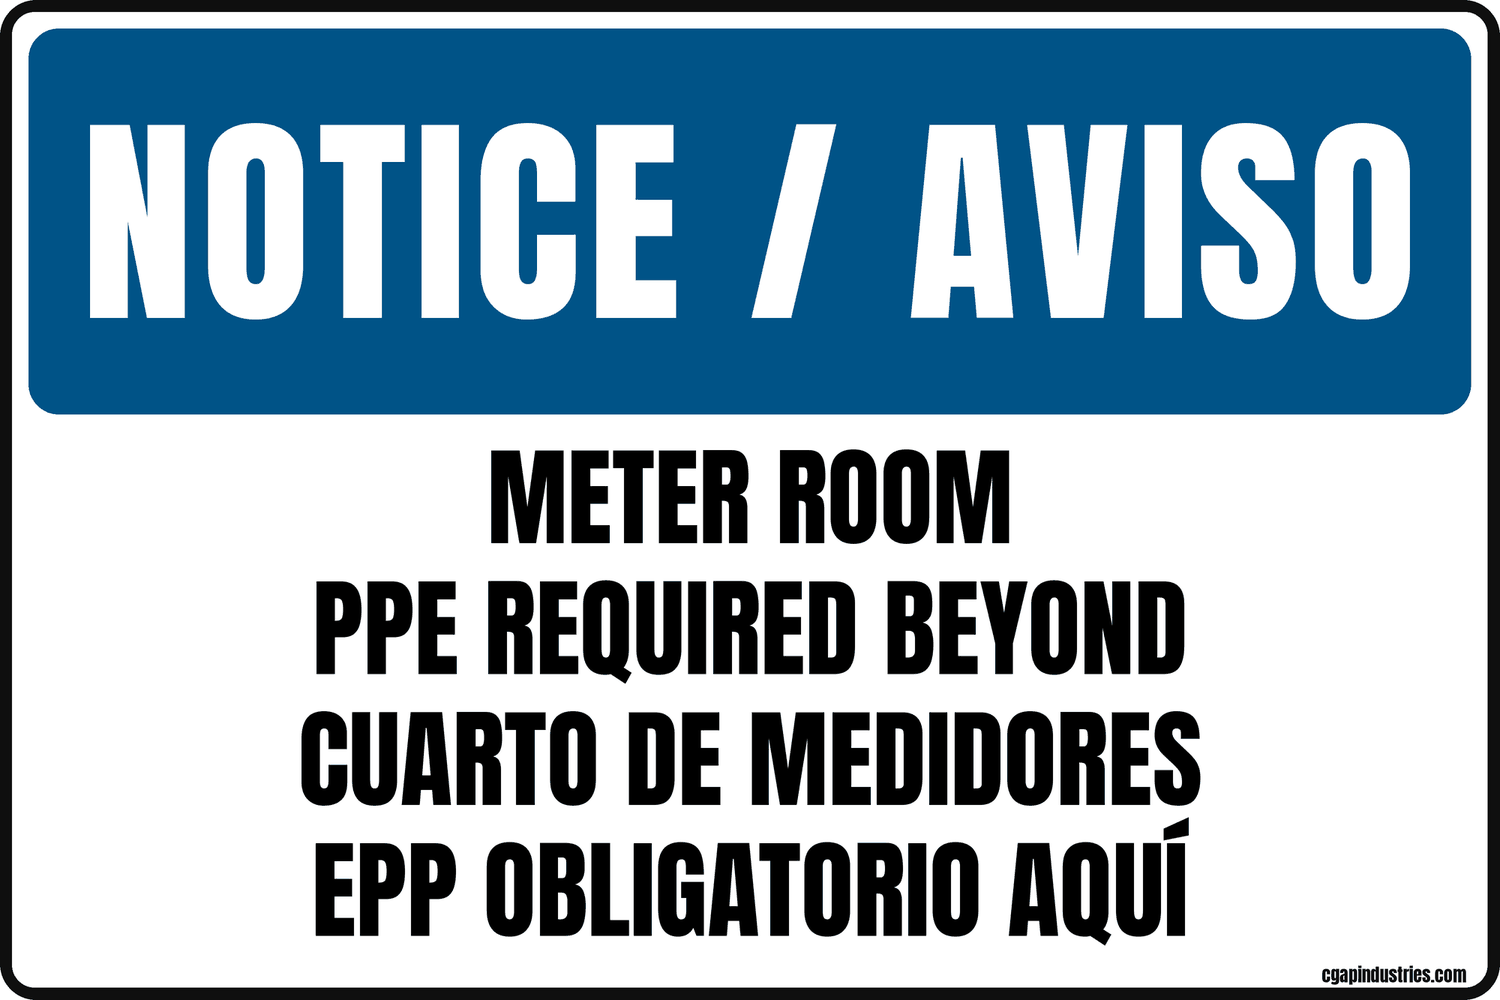 NOTICE / AVISO
METER ROOM
PPE REQUIRED BEYOND
CUARTO DE MEDIDORES
EPP OBLIGATORIO AQUÍ
cgapindustries.com